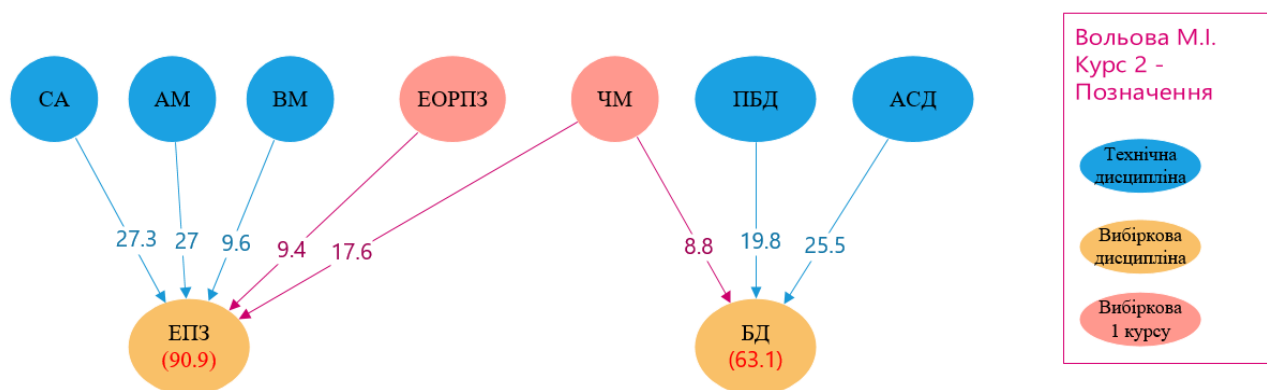 СА
АМ
ВМ
ЕОРПЗ
ЧМ
ПБД
АСД
27.3
27
9.6
9.4
17.6
8.8
19.8
25.5
ЕПЗ
(90.9)
БД
(63.1)
Вольова М.І.
Курс 2 -
Позначення
Технічна
дисципліна
Вибіркова
дисципліна
Вибіркова
1 курсу